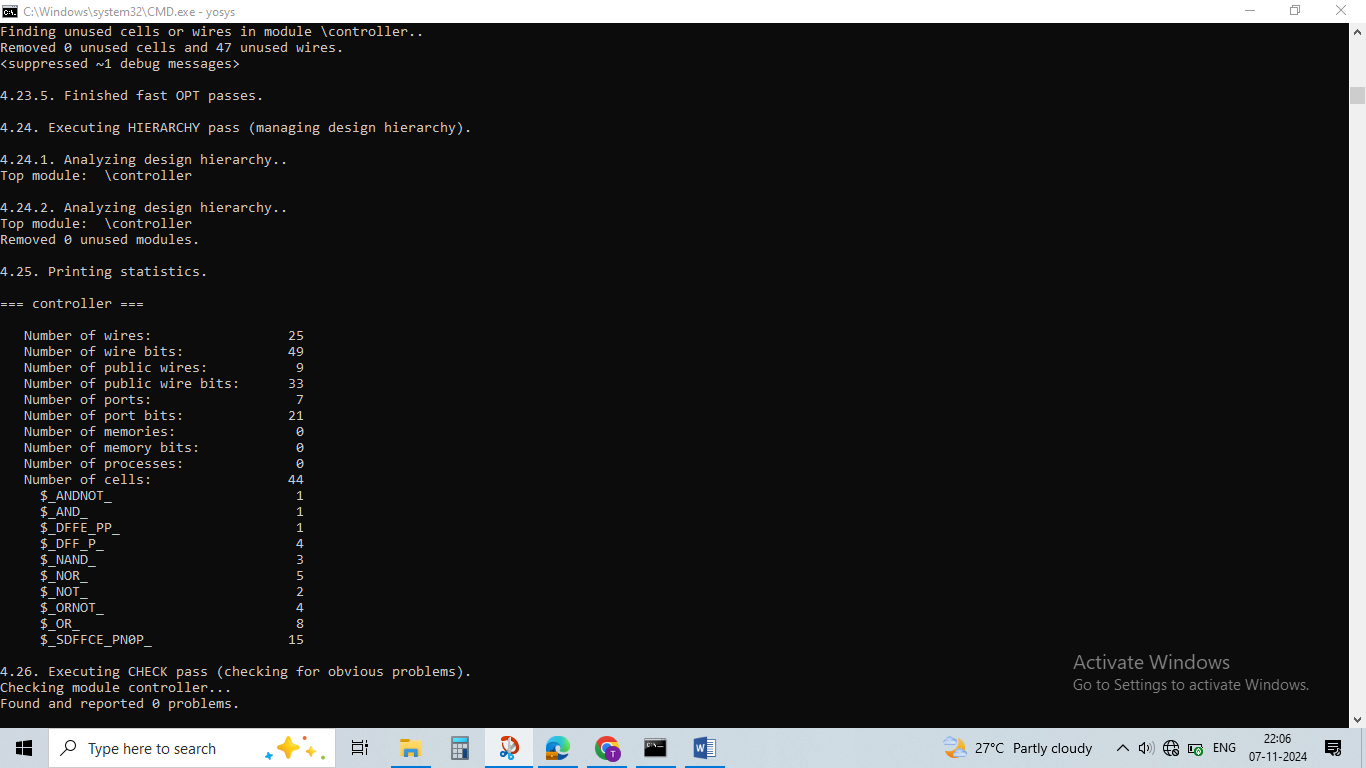 C:\Windows\system32\CMD.exe - yosys
Finding unused cells or wires in module \controller..
Removed 0 unused cells and 47 unused wires.
<suppressed ~1 debug messages>
4.23.5. Finished fast OPT passes.
4.24. Executing HIERARCHY pass (managing design hierarchy).
4.24.1. Analyzing design hierarchy..
Top module:  \controller
4.24.2. Analyzing design hierarchy..
Top module:  \controller
Removed 0 unused modules.
4.25. Printing statistics.
=== controller ===
Number of wires: 25
Number of wire bits: 49
Number of public wires: 9
Number of public wire bits: 33
Number of ports: 7
Number of port bits: 21
Number of memories: 0
Number of memory bits: 0
Number of processes: 0
Number of cells: 44
$_ANDNOT_ 1
$_AND_ 1
$_DFFE_PP_ 1
$_DFF_P_ 4
$_NAND_ 3
$_NOR_ 5
$_NOT_ 2
$_ORNOT_ 4
$_OR_ 8
$_SDFFCE_PN0P_ 15
4.26. Executing CHECK pass (checking for obvious problems).
Checking module controller...
Found and reported 0 problems.
Activate Windows
Go to Settings to activate Windows.
Type here to search
27°C Partly cloudy
ENG
22:06
07-11-2024